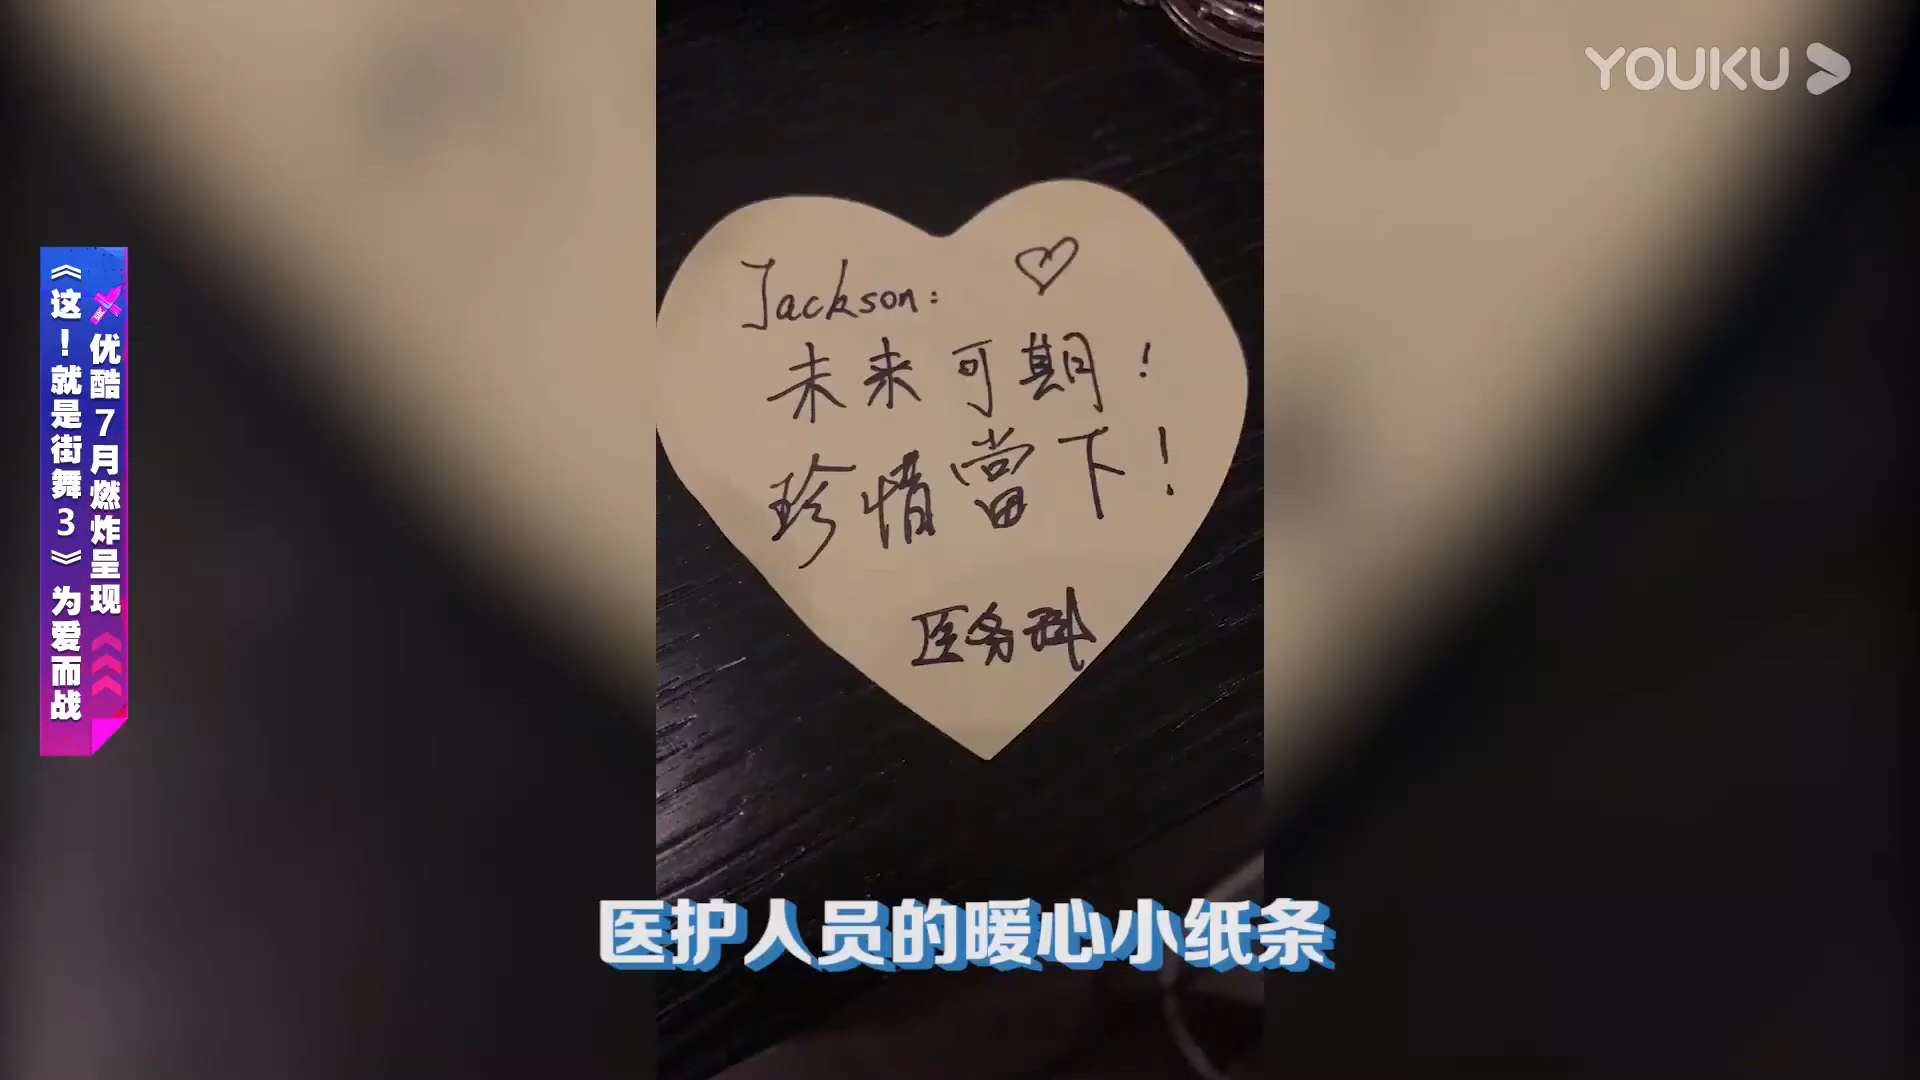 YOUKU
Jackson:
未来可期！
珍惜當下！
医务科
优酷7月燃炸呈现
《这！就是街舞3》为爱而战
医护人员的暖心小纸条